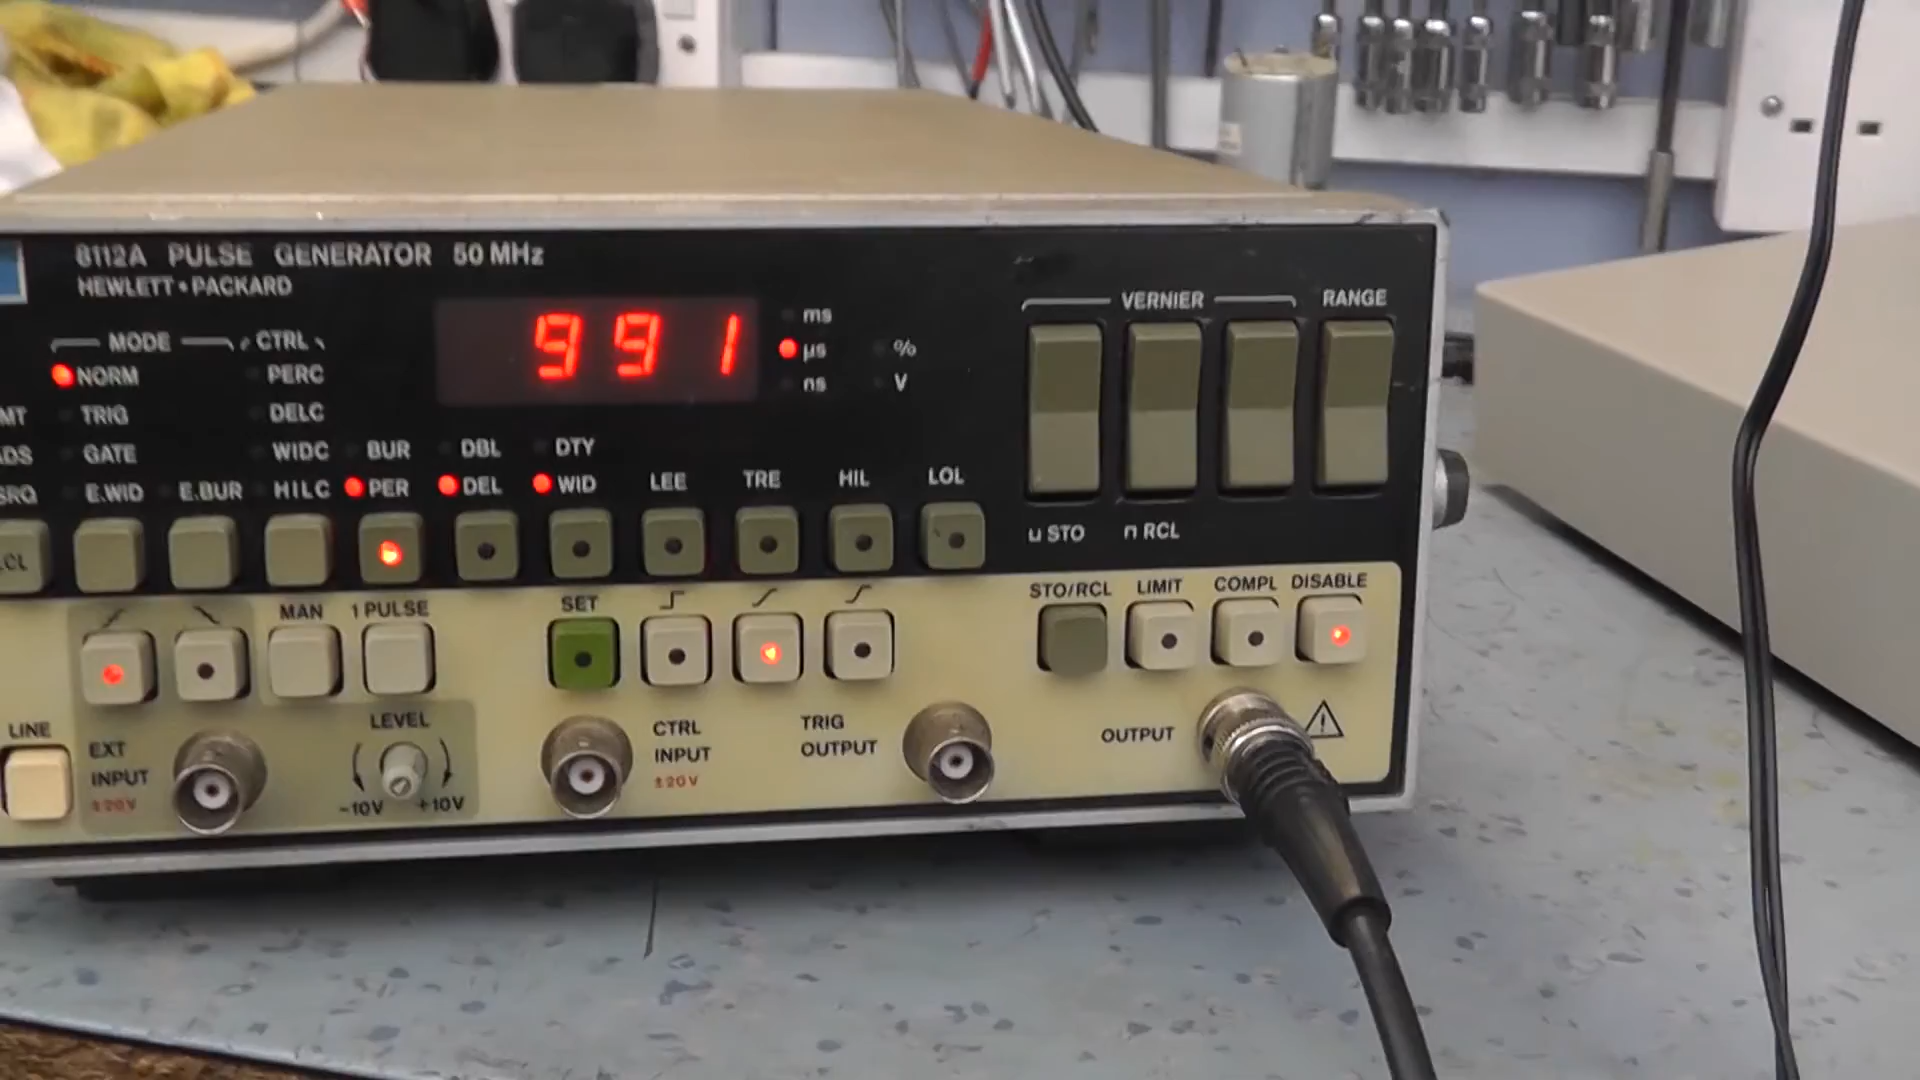 8112A PULSE GENERATOR 50 MHz
HEWLETT • PACKARD
991
ms
μs
ns
%
V
VERNIER
RANGE
MODE
CTRL
NORM
PERC
TRIG
DELC
GATE
WIDC
BUR
DBL
DTY
E.WID
E.BUR
HILC
PER
DEL
WID
LEE
TRE
HIL
LOL
STO
RCL
MAN
1 PULSE
SET
STO/RCL
LIMIT
COMPL
DISABLE
LINE
EXT
INPUT
±20V
LEVEL
-10V
+10V
CTRL
INPUT
±20V
TRIG
OUTPUT
OUTPUT